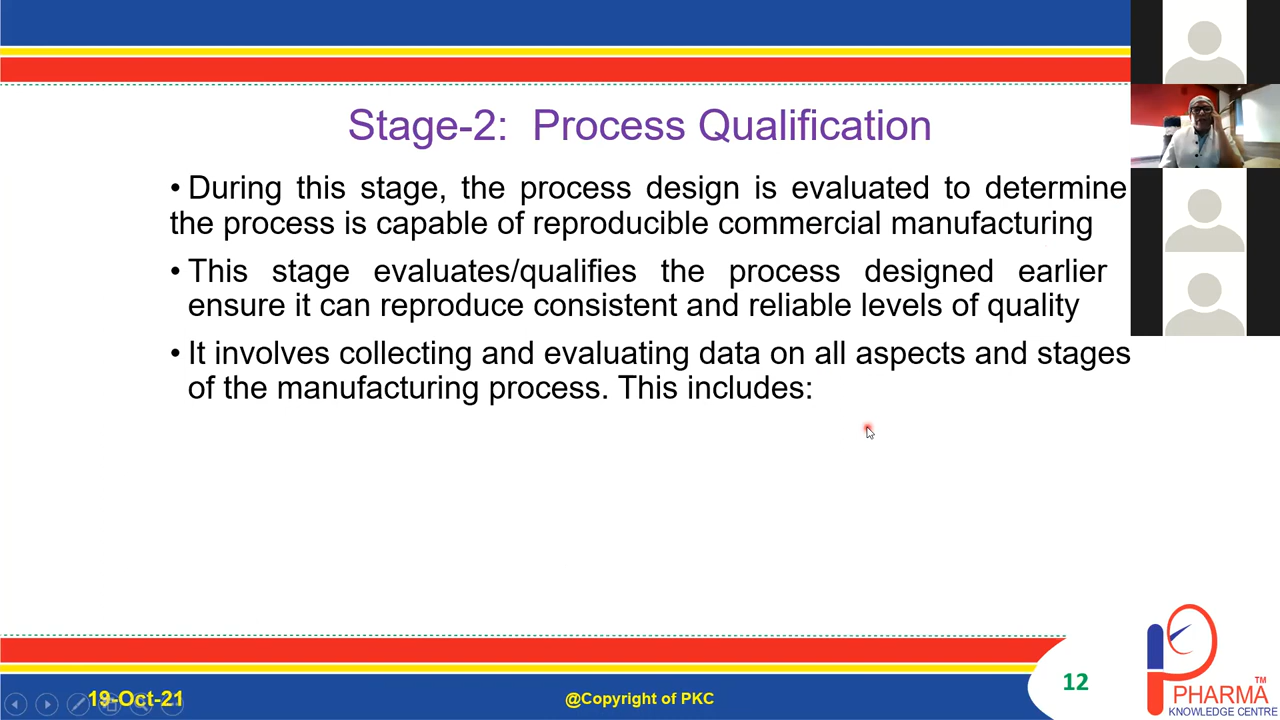 Stage-2: Process Qualification
• During this stage, the process design is evaluated to determine
the process is capable of reproducible commercial manufacturing
• This stage evaluates/qualifies the process designed earlier
ensure it can reproduce consistent and reliable levels of quality
• It involves collecting and evaluating data on all aspects and stages
of the manufacturing process. This includes:
19-Oct-21
@Copyright of PKC
12
TM
PHARMA
KNOWLEDGE CENTRE